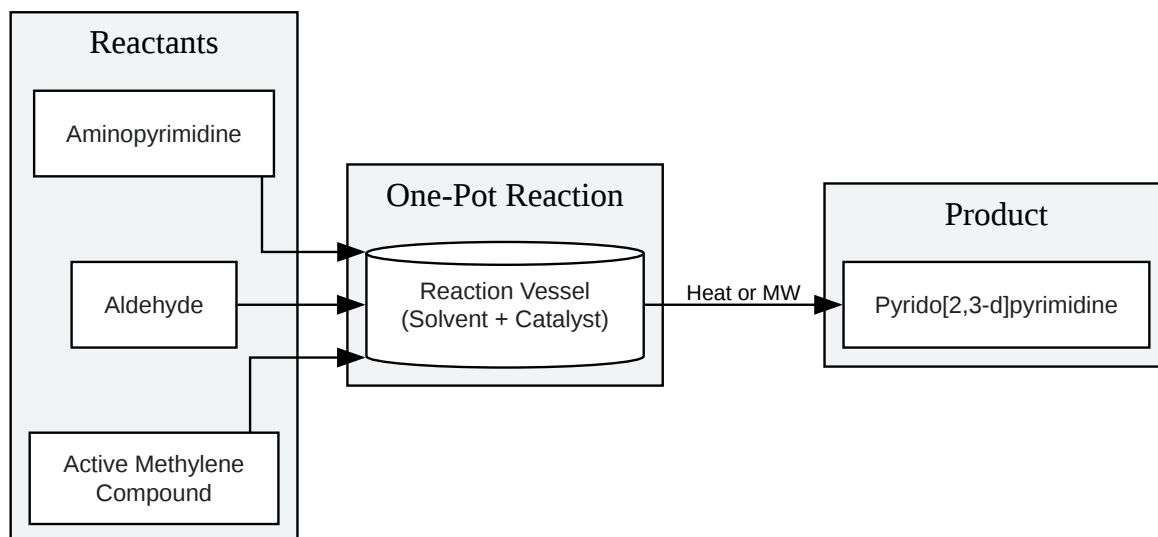 Reactants
Aminopyrimidine
Aldehyde
Active Methylene
Compound
One-Pot Reaction
Reaction Vessel
(Solvent + Catalyst)
Heat or MW
Product
Pyrido[2,3-d]pyrimidine